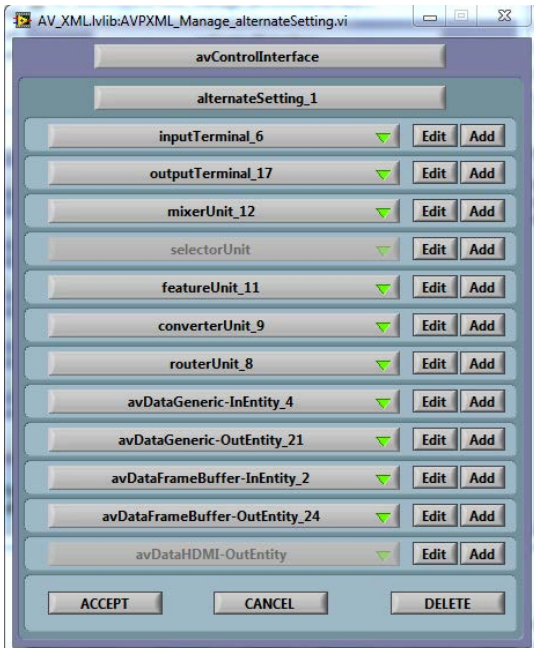 AV_XML.lvlib:AVPXML_Manage_alternateSetting.vi
avControlInterface
alternateSetting_1
inputTerminal_6 Edit Add
outputTerminal_17 Edit Add
mixerUnit_12 Edit Add
selectorUnit Edit Add
featureUnit_11 Edit Add
converterUnit_9 Edit Add
routerUnit_8 Edit Add
avDataGeneric-InEntity_4 Edit Add
avDataGeneric-OutEntity_21 Edit Add
avDataFrameBuffer-InEntity_2 Edit Add
avDataFrameBuffer-OutEntity_24 Edit Add
avDataHDMI-OutEntity Edit Add
ACCEPT CANCEL DELETE